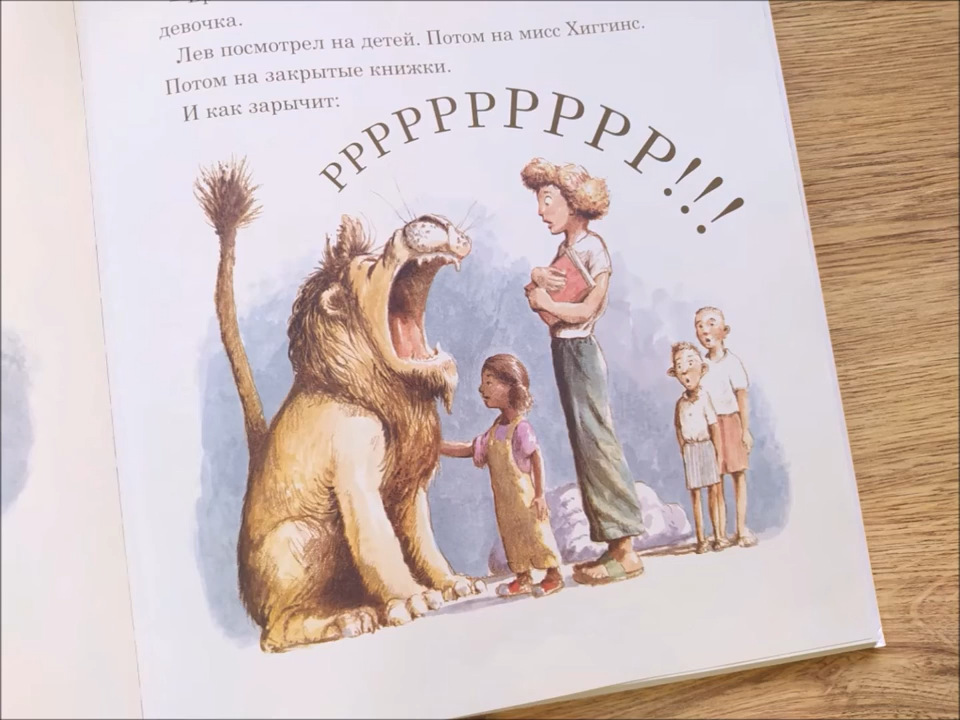 девочка.
Лев посмотрел на детей. Потом на мисс Хиггинс.
Потом на закрытые книжки.
И как зарычит:
РРРРРРРРРР!!!